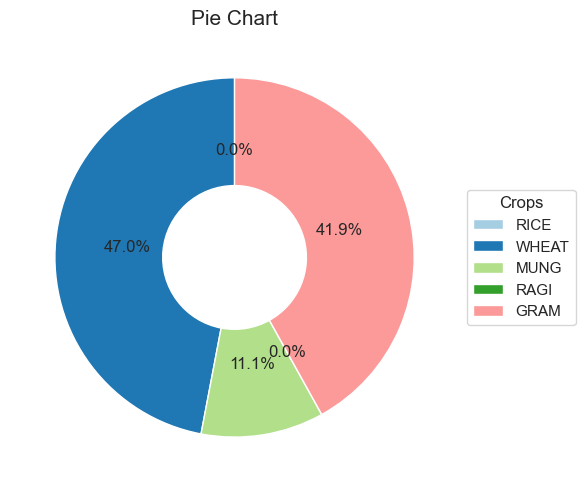 Pie Chart
0.0%
47.0%
41.9%
0.0%
11.1%
Crops
RICE
WHEAT
MUNG
RAGI
GRAM